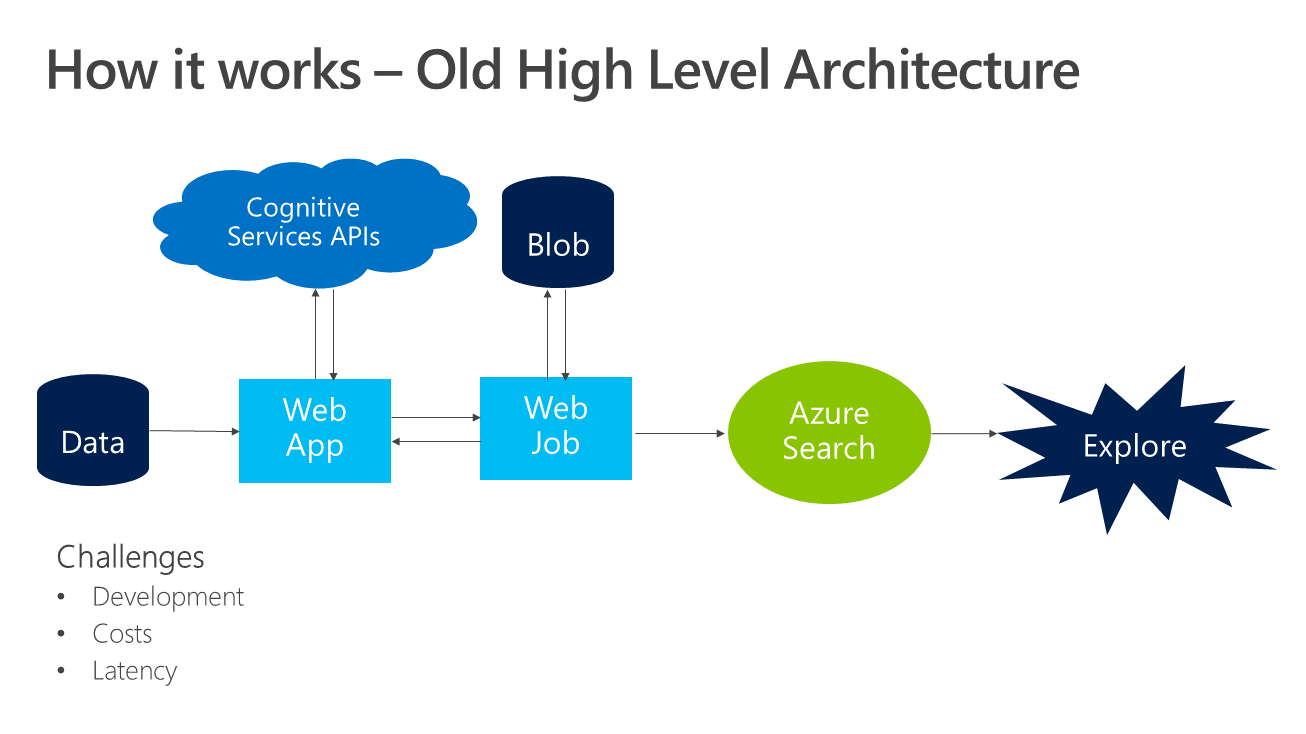 How it works – Old High Level Architecture
Cognitive
Services APIs
Blob
Data
Web
App
Web
Job
Azure
Search
Explore
Challenges
• Development
• Costs
• Latency